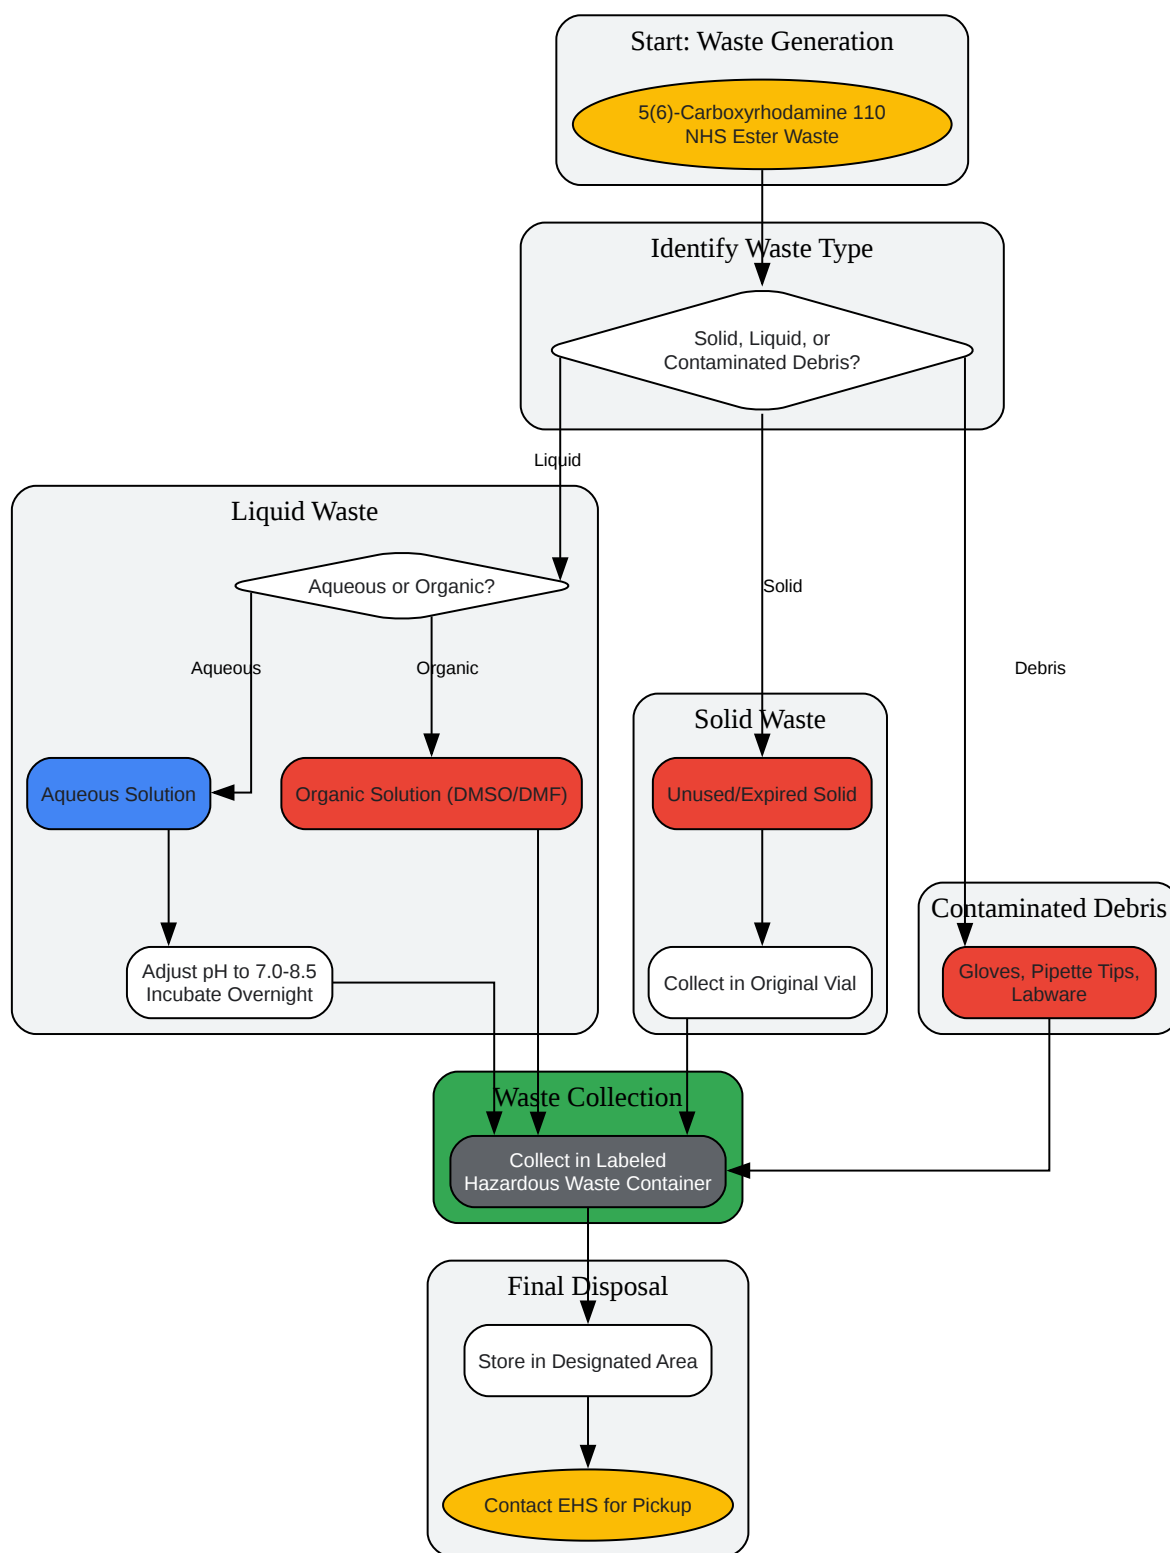 Start: Waste Generation
5(6)-Carboxyrhodamine 110
NHS Ester Waste
Identify Waste Type
Solid, Liquid, or
Contaminated Debris?
Liquid
Liquid Waste
Aqueous or Organic?
Solid
Aqueous
Organic
Debris
Solid Waste
Aqueous Solution
Organic Solution (DMSO/DMF)
Unused/Expired Solid
Contaminated Debris
Adjust pH to 7.0-8.5
Incubate Overnight
Collect in Original Vial
Gloves, Pipette Tips,
Labware
Waste Collection
Collect in Labeled
Hazardous Waste Container
Final Disposal
Store in Designated Area
Contact EHS for Pickup